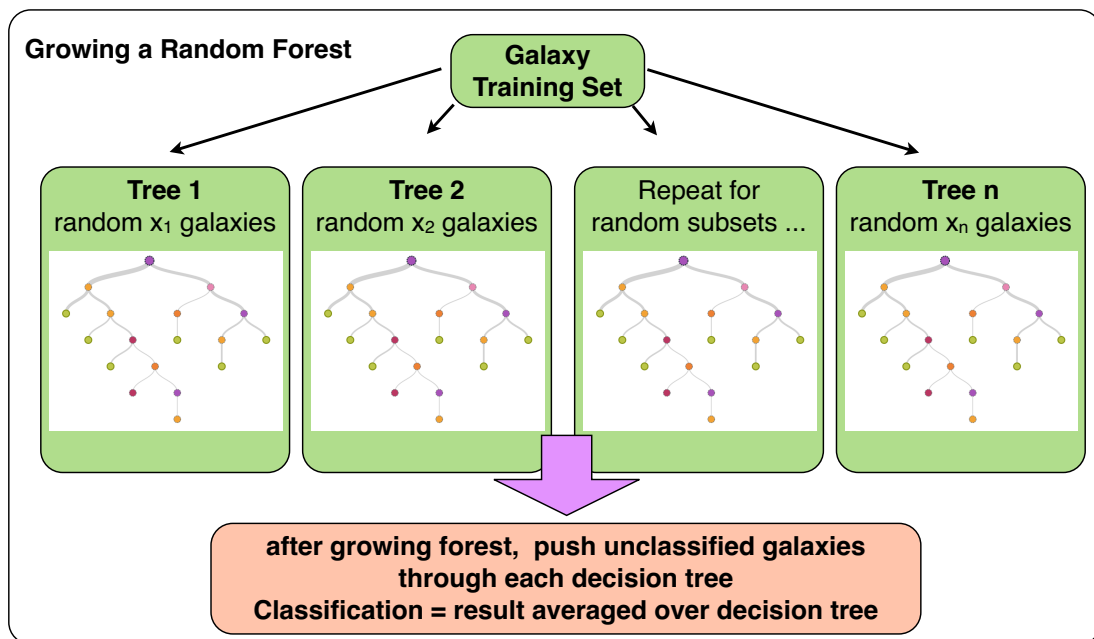 Growing a Random Forest
Galaxy
Training Set
Tree 1
random x₁ galaxies
Tree 2
random x₂ galaxies
Repeat for
random subsets ...
Tree n
random xₙ galaxies
after growing forest,  push unclassified galaxies
through each decision tree
Classification = result averaged over decision tree